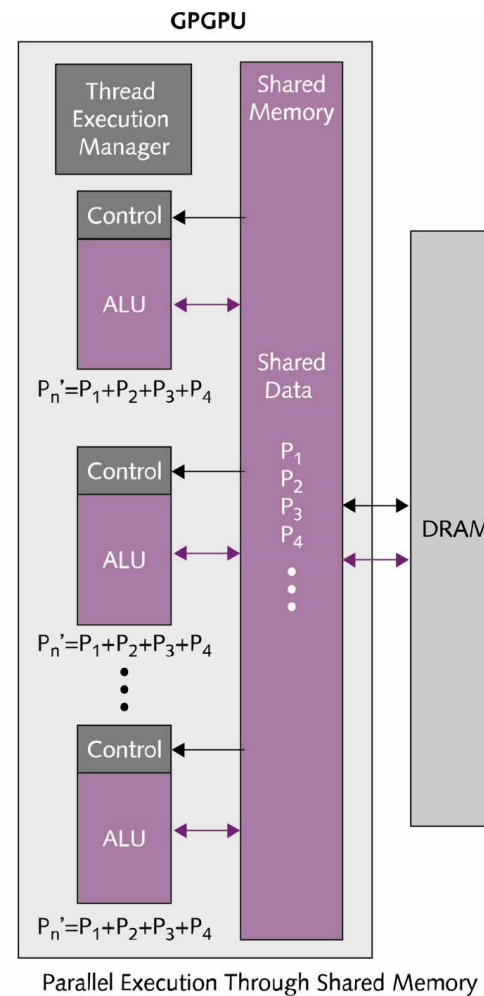 GPGPU
Thread
Execution
Manager
Shared
Memory
Control
ALU
Pₙ'=P₁+P₂+P₃+P₄
Shared
Data
P₁
P₂
P₃
P₄
Control
ALU
Pₙ'=P₁+P₂+P₃+P₄
DRAM
Control
ALU
Pₙ'=P₁+P₂+P₃+P₄
Parallel Execution Through Shared Memory